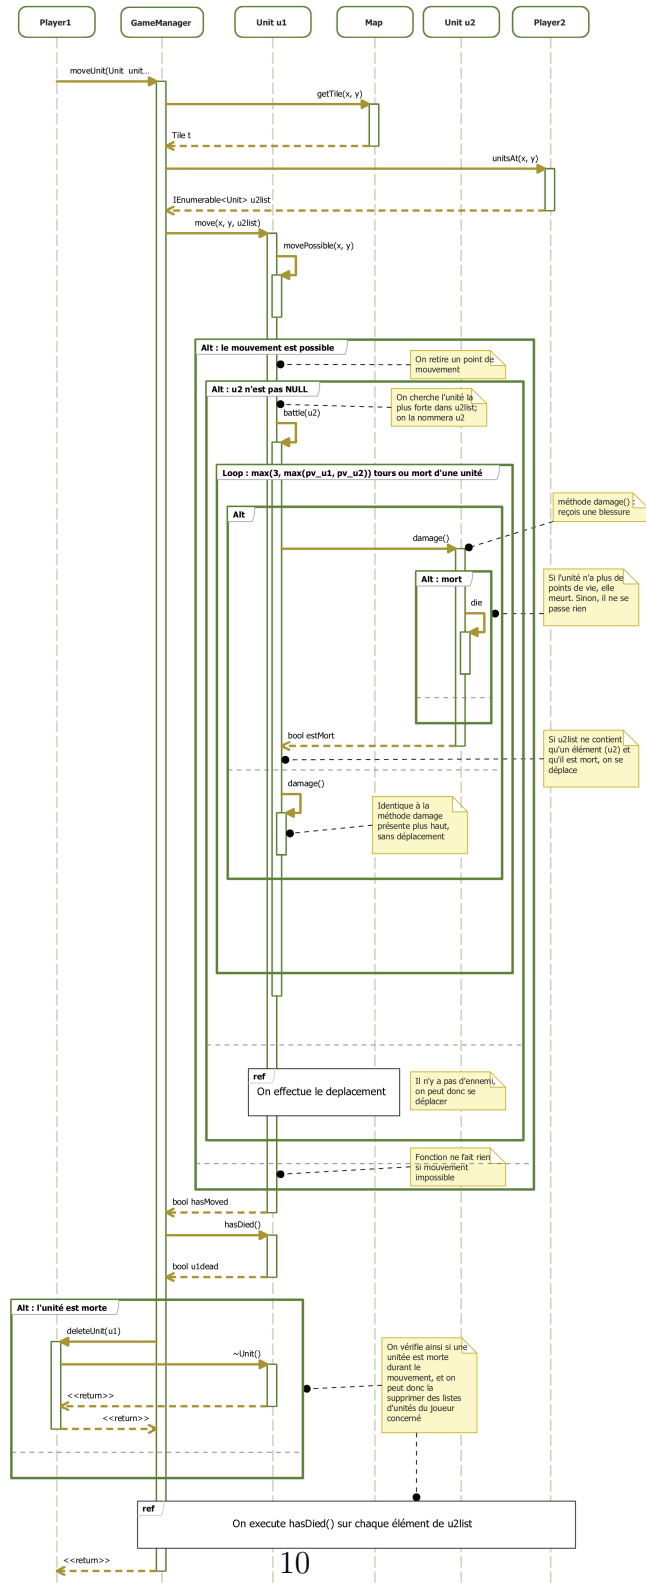 Player1 GameManager Unit u1 Map Unit u2 Player2
moveUnit(Unit unit...
getTile(x, y)
Tile t
unitsAt(x, y)
IEnumerable<Unit> u2list
move(x, y, u2list)
movePossible(x, y)
Alt : le mouvement est possible
On retire un point de
mouvement
Alt : u2 n'est pas NULL
On cherche l'unité la
plus forte dans u2list;
on la nommera u2
battle(u2)
Loop : max(3, max(pv_u1, pv_u2)) tours ou mort d'une unité
méthode damage() :
reçois une blessure
Alt
damage()
Alt : mort
Si l'unité n'a plus de
points de vie, elle
meurt. Sinon, il ne se
passe rien
die
bool estMort
Si u2list ne contient
qu'un élément (u2) et
qu'il est mort, on se
déplace
damage()
Identique à la
méthode damage
présente plus haut,
sans déplacement
ref
On effectue le deplacement
Il n'y a pas d'ennemi,
on peut donc se
déplacer
Fonction ne fait rien
si mouvement
impossible
bool hasMoved
hasDied()
bool u1dead
Alt : l'unité est morte
deleteUnit(u1)
~Unit()
<<return>>
<<return>>
On vérifie ainsi si une
unitée est morte
durant le
mouvement, et on
peut donc la
supprimer des listes
d'unités du joueur
concerné
ref
On execute hasDied() sur chaque élément de u2list
<<return>>
10